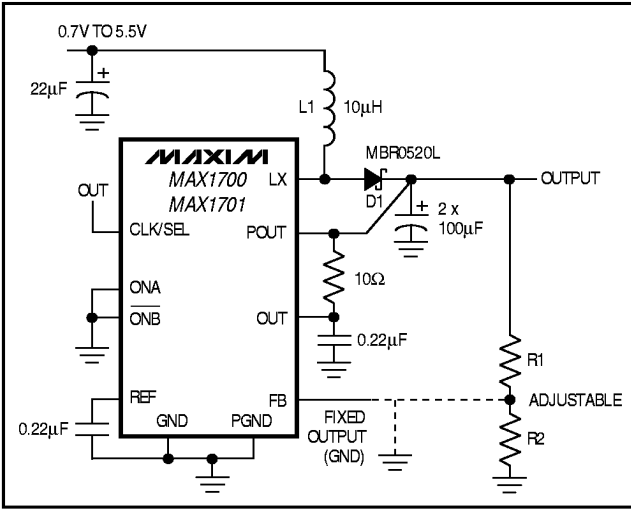 0.7V TO 5.5V
22µF
L1
10µH
MAXIM
MAX1700
MAX1701
LX
MBR0520L
D1
OUTPUT
2 x
100µF
OUT
CLK/SEL
POUT
10Ω
ONA
ONB
OUT
0.22µF
R1
REF
FB
ADJUSTABLE
0.22µF
GND
PGND
FIXED
OUTPUT
(GND)
R2